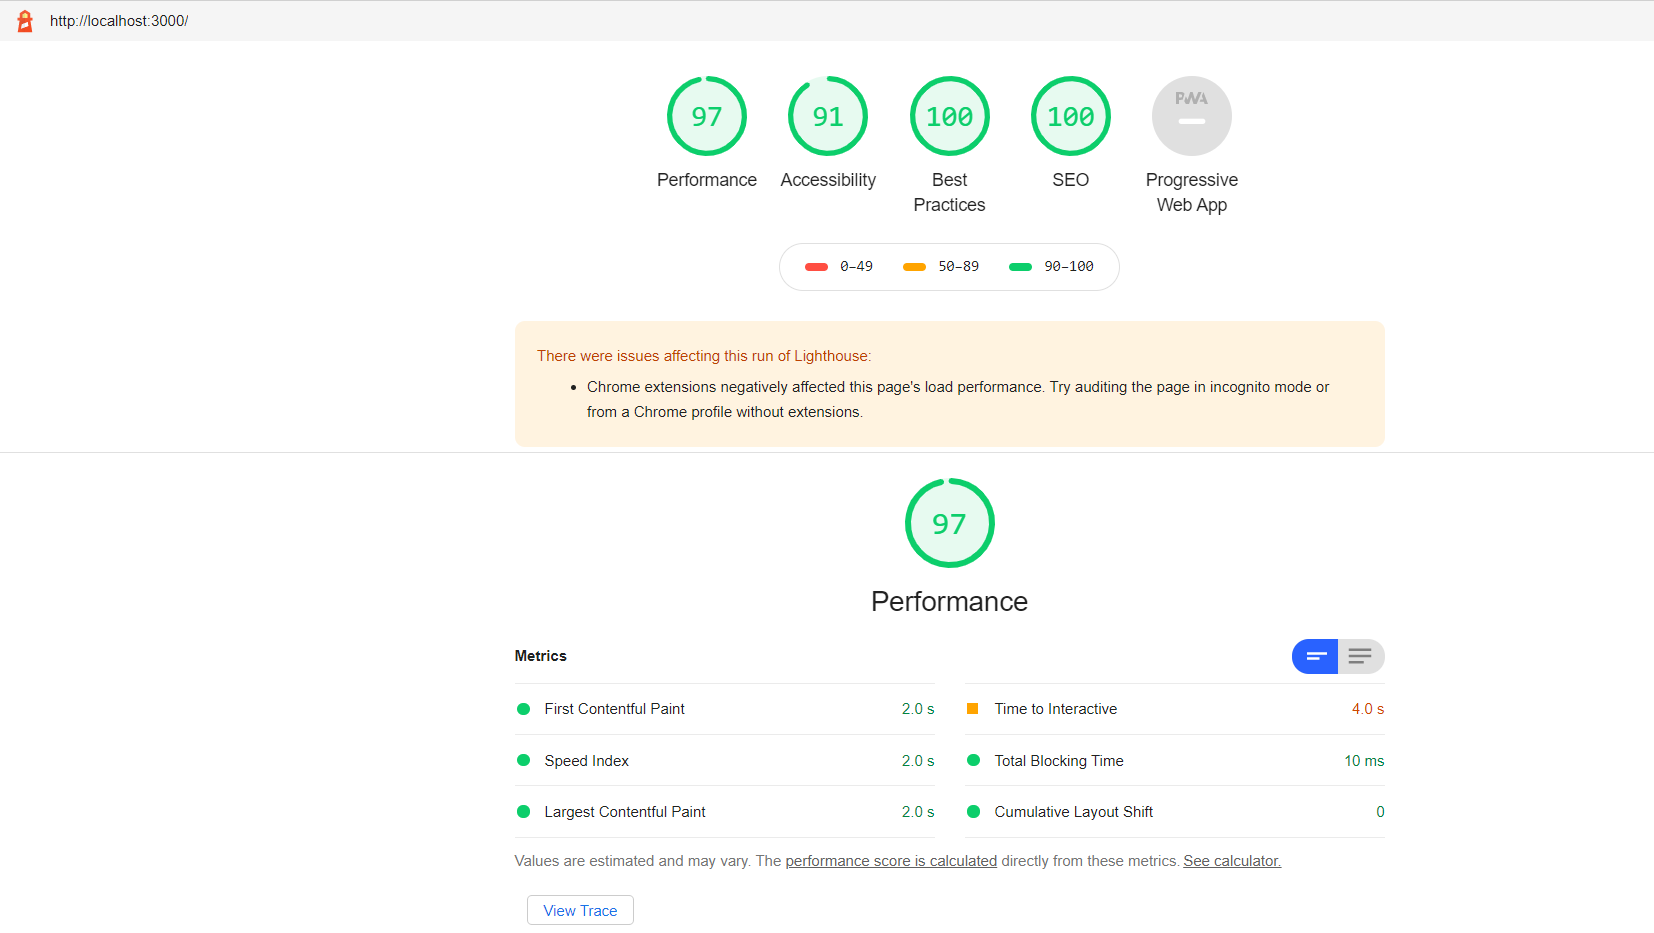 http://localhost:3000/
97
91
100
100
PWA
Performance
Accessibility
Best
Practices
SEO
Progressive
Web App
0–49
50–89
90–100
There were issues affecting this run of Lighthouse:
Chrome extensions negatively affected this page's load performance. Try auditing the page in incognito mode or
from a Chrome profile without extensions.
97
Performance
Metrics
First Contentful Paint 2.0 s
Time to Interactive 4.0 s
Speed Index 2.0 s
Total Blocking Time 10 ms
Largest Contentful Paint 2.0 s
Cumulative Layout Shift 0
Values are estimated and may vary. The performance score is calculated directly from these metrics. See calculator.
View Trace